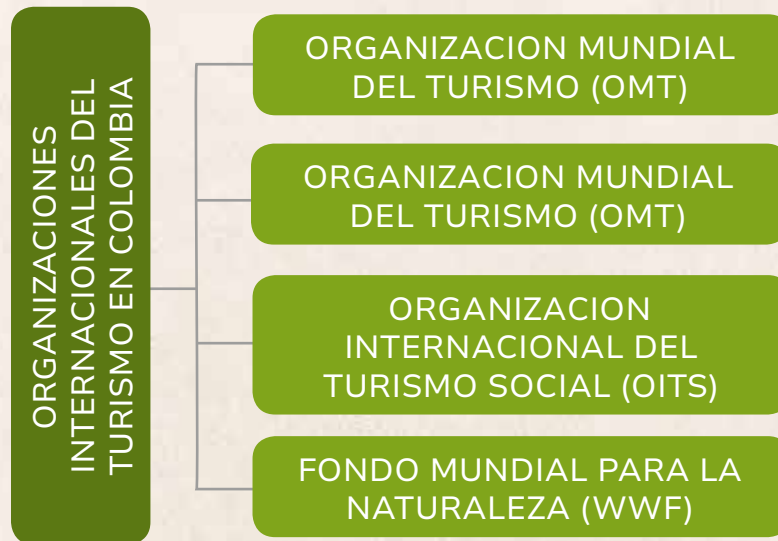 ORGANIZACIONES
INTERNACIONALES DEL
TURISMO EN COLOMBIA
ORGANIZACION MUNDIAL
DEL TURISMO (OMT)
ORGANIZACION MUNDIAL
DEL TURISMO (OMT)
ORGANIZACION
INTERNACIONAL DEL
TURISMO SOCIAL (OITS)
FONDO MUNDIAL PARA LA
NATURALEZA (WWF)